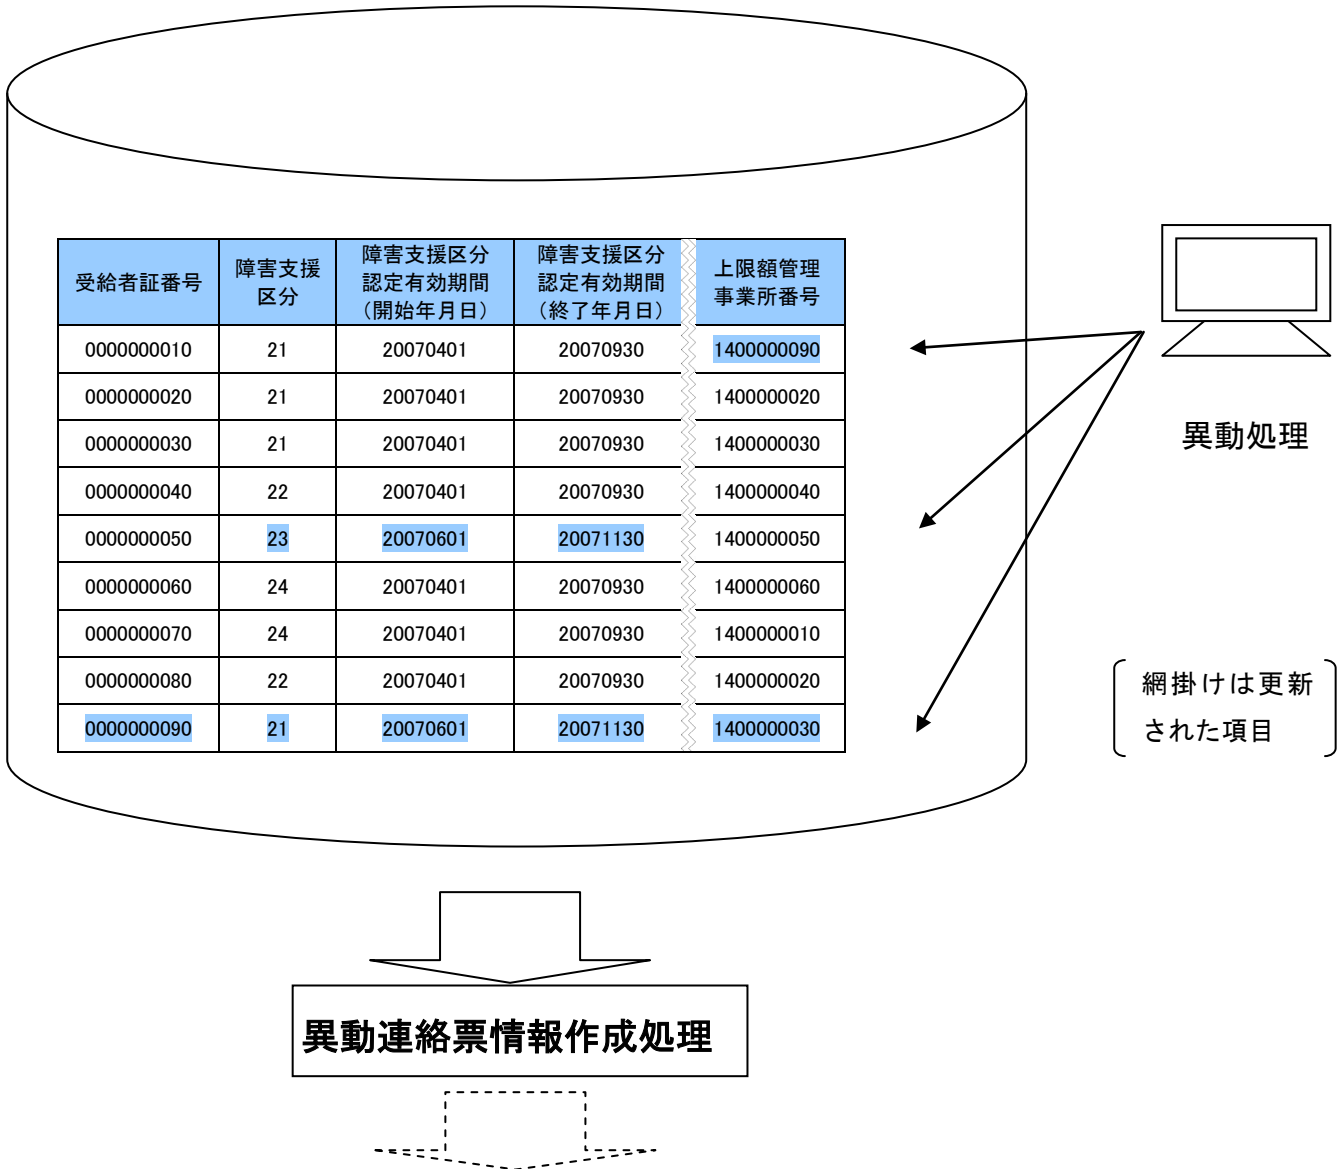 受給者証番号
障害支援
区分
障害支援区分
認定有効期間
（開始年月日）
障害支援区分
認定有効期間
（終了年月日）
上限額管理
事業所番号
0000000010 21 20070401 20070930 1400000090
0000000020 21 20070401 20070930 1400000020
0000000030 21 20070401 20070930 1400000030
0000000040 22 20070401 20070930 1400000040
0000000050 23 20070601 20071130 1400000050
0000000060 24 20070401 20070930 1400000060
0000000070 24 20070401 20070930 1400000010
0000000080 22 20070401 20070930 1400000020
0000000090 21 20070601 20071130 1400000030
異動処理
網掛けは更新
された項目
異動連絡票情報作成処理